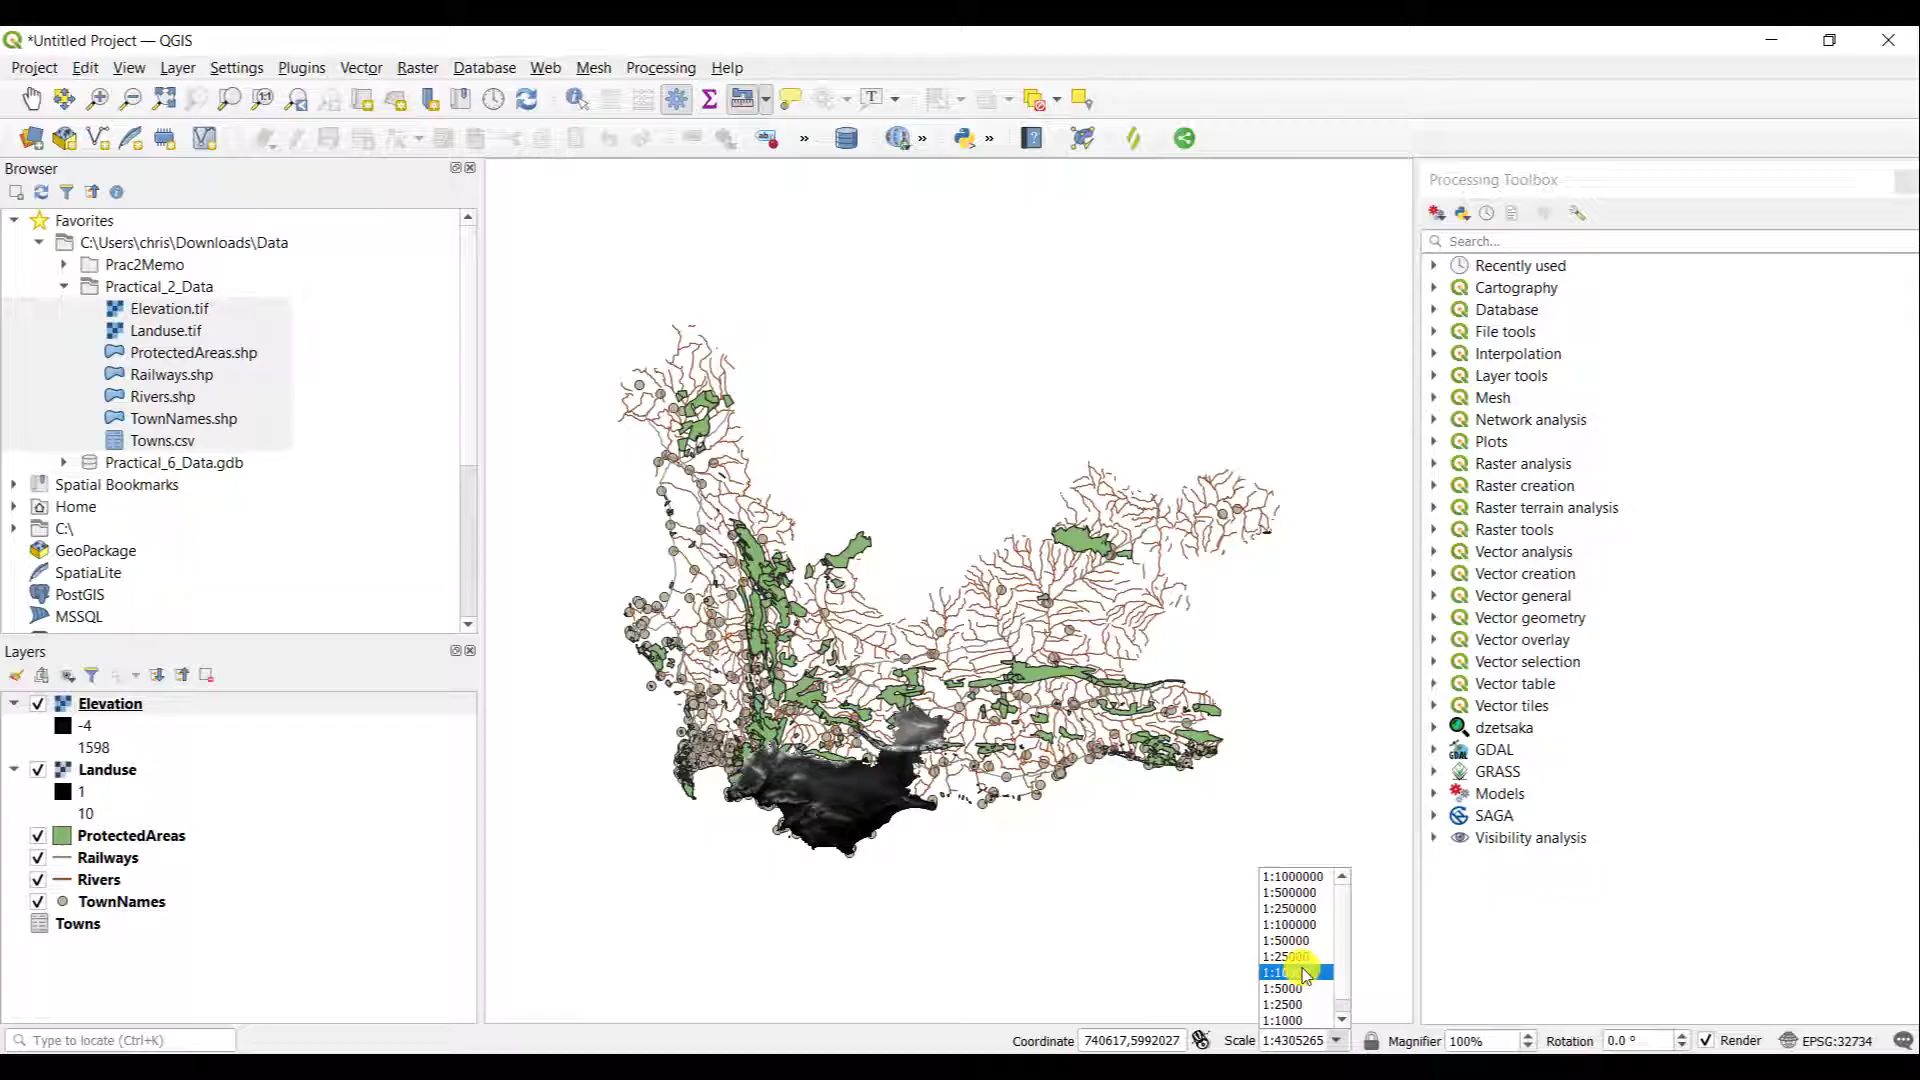 *Untitled Project — QGIS
Project Edit View Layer Settings Plugins Vector Raster Database Web Mesh Processing Help
Browser
Favorites
C:\Users\chris\Downloads\Data
Prac2Memo
Practical_2_Data
Elevation.tif
Landuse.tif
ProtectedAreas.shp
Railways.shp
Rivers.shp
TownNames.shp
Towns.csv
Practical_6_Data.gdb
Spatial Bookmarks
Home
C:\
GeoPackage
SpatiaLite
PostGIS
MSSQL
Layers
Elevation
-4
1598
Landuse
1
10
ProtectedAreas
Railways
Rivers
TownNames
Towns
Processing Toolbox
Search...
Recently used
Cartography
Database
File tools
Interpolation
Layer tools
Mesh
Network analysis
Plots
Raster analysis
Raster creation
Raster terrain analysis
Raster tools
Vector analysis
Vector creation
Vector general
Vector geometry
Vector overlay
Vector selection
Vector table
Vector tiles
dzetsaka
GDAL
GRASS
Models
SAGA
Visibility analysis
1:1000000
1:500000
1:250000
1:100000
1:50000
1:25000
1:5000
1:2500
1:1000
Type to locate (Ctrl+K)
Coordinate 740617,5992027 Scale 1:4305265 Magnifier 100% Rotation 0.0 ° Render EPSG:32734